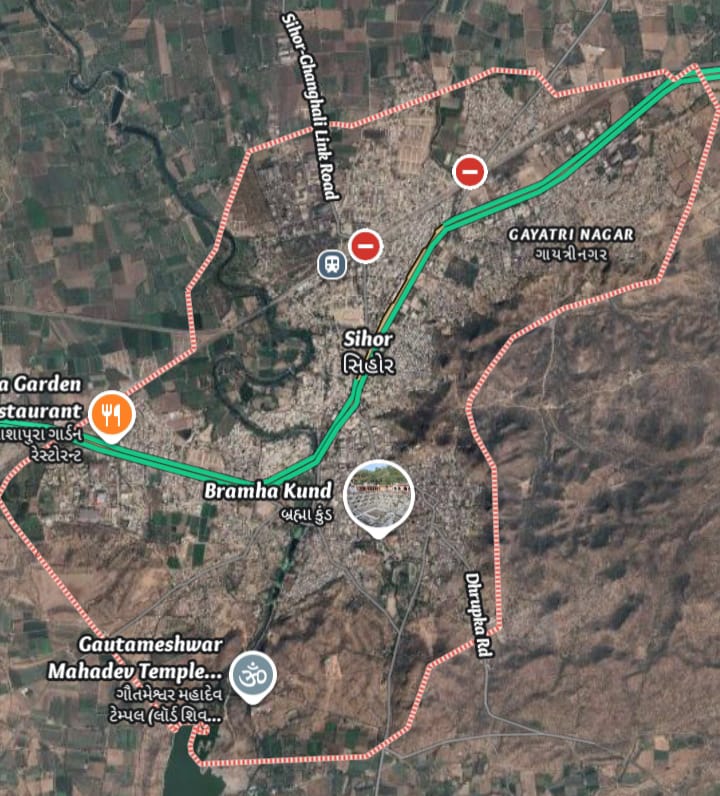 Sihor-Ghanghali Link Road
GAYATRI NAGAR
ગાયત્રીનગર
Sihor
સિહોર
a Garden
staurant
ાશાપુરા ગાર્ડન
રેસ્ટોરન્ટ
Bramha Kund
બ્રહ્મા કુંડ
Dhrupka Rd
Gautameshwar
Mahadev Temple...
ગૌતમેશ્વર મહાદેવ
ટેમ્પલ (લૉર્ડ શિવ...
ૐ